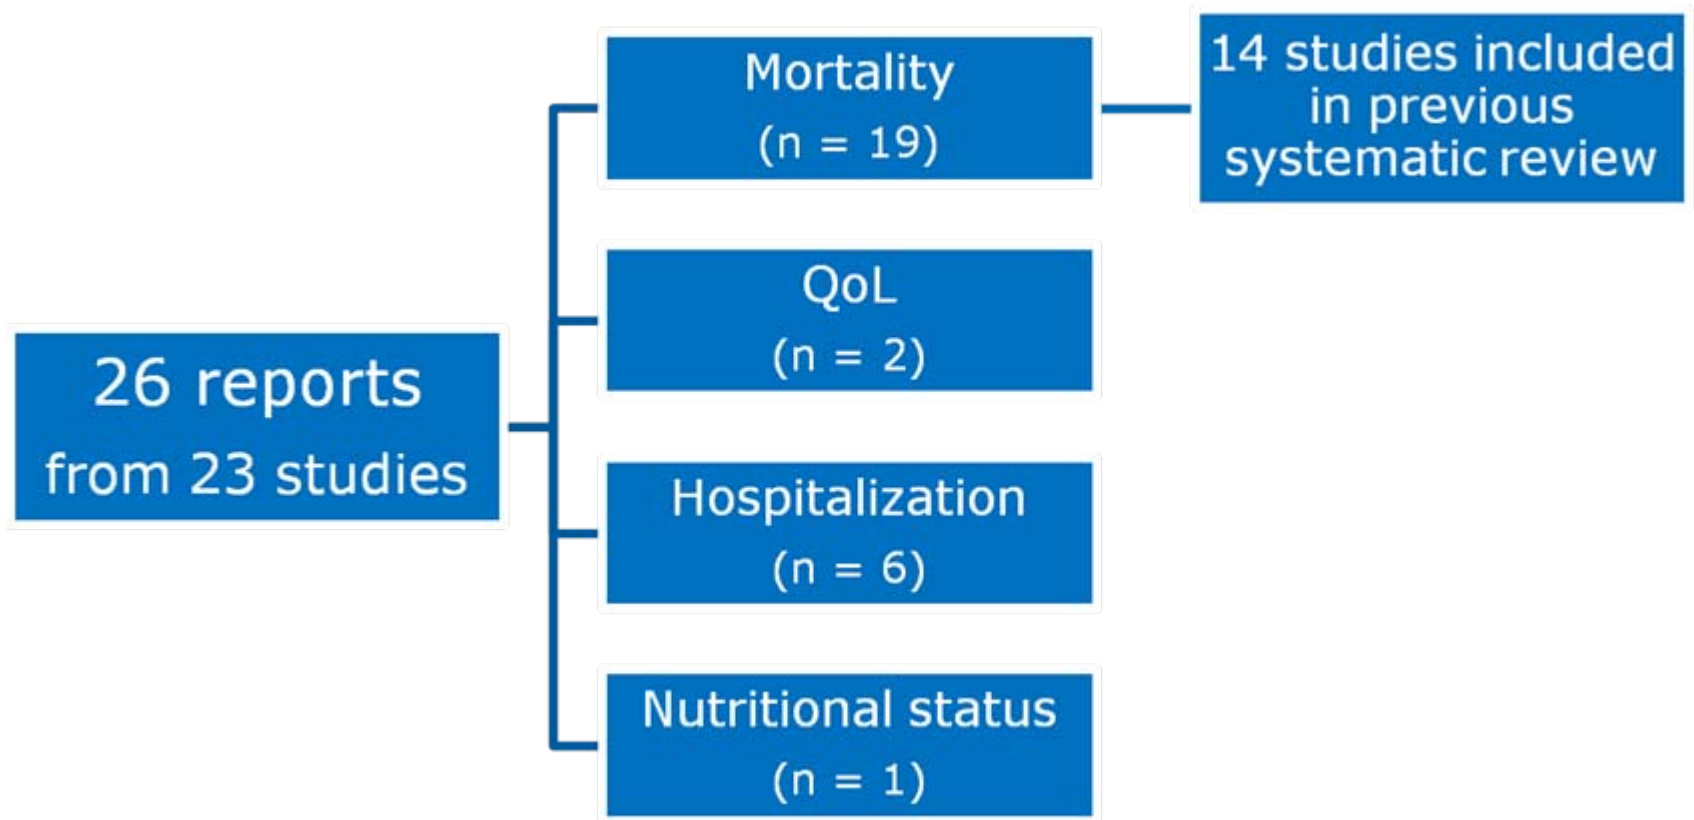 26 reports
from 23 studies
Mortality
(n = 19)
14 studies included
in previous
systematic review
QoL
(n = 2)
Hospitalization
(n = 6)
Nutritional status
(n = 1)